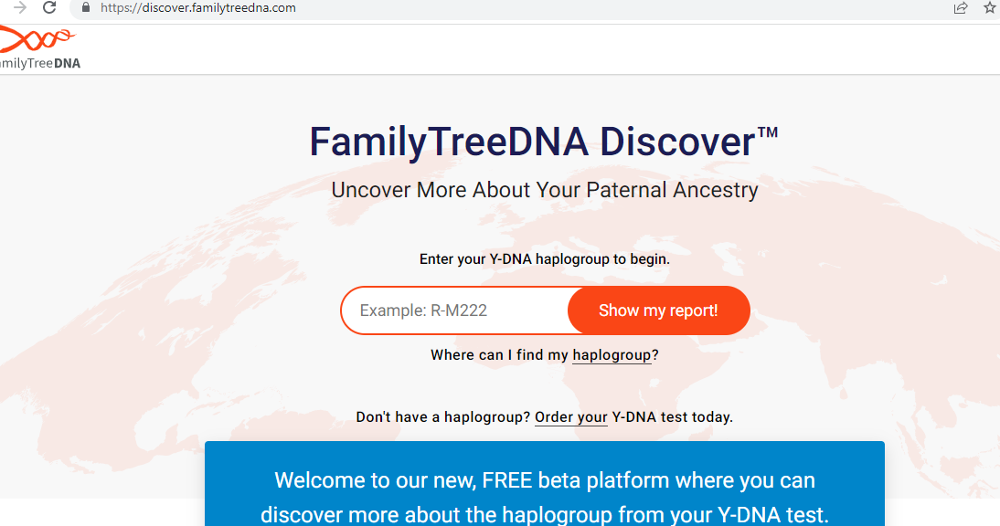 https://discover.familytreedna.com
milyTreeDNA
FamilyTreeDNA Discover™
Uncover More About Your Paternal Ancestry
Enter your Y-DNA haplogroup to begin.
Example: R-M222 Show my report!
Where can I find my haplogroup?
Don't have a haplogroup? Order your Y-DNA test today.
Welcome to our new, FREE beta platform where you can
discover more about the haplogroup from your Y-DNA test.